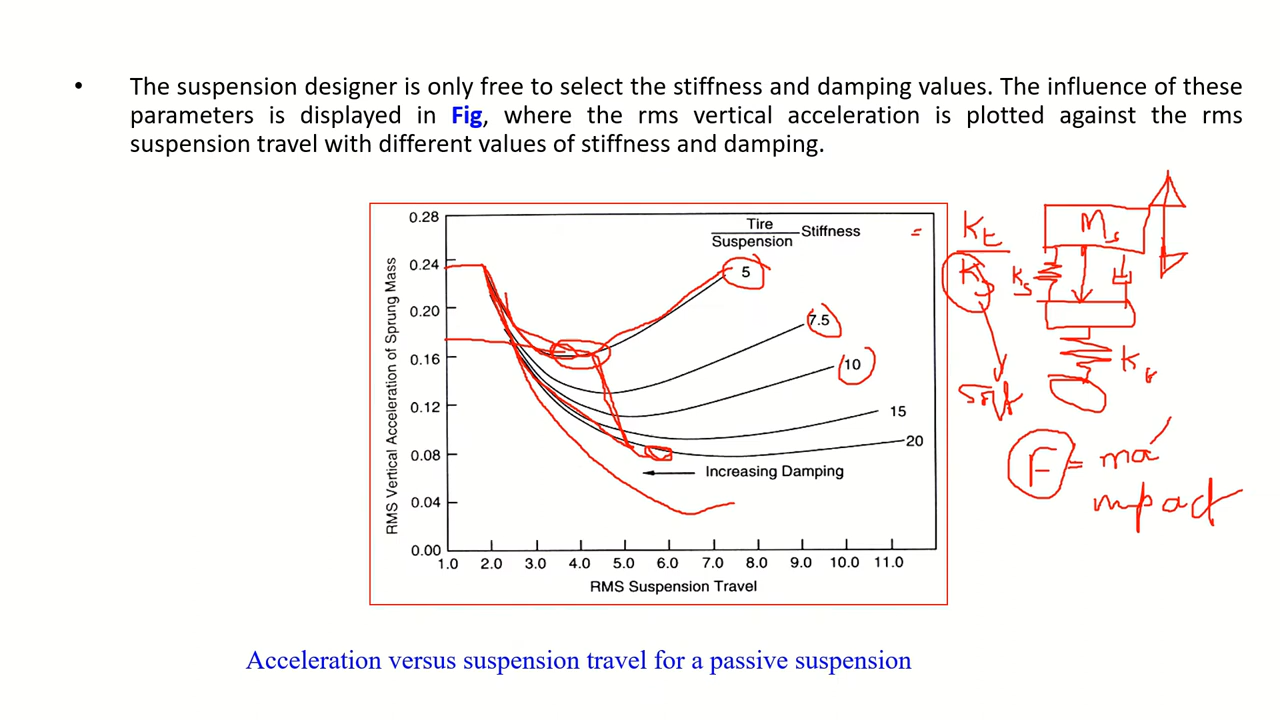 • The suspension designer is only free to select the stiffness and damping values. The influence of these
parameters is displayed in Fig, where the rms vertical acceleration is plotted against the rms
suspension travel with different values of stiffness and damping.
RMS Vertical Acceleration of Sprung Mass
0.28
0.24
0.20
0.16
0.12
0.08
0.04
0.00
Tire
Suspension
Stiffness =
5
7.5
10
15
20
Increasing Damping
1.0 2.0 3.0 4.0 5.0 6.0 7.0 8.0 9.0 10.0 11.0
RMS Suspension Travel
Kt
Ks
Ms
Ks
soft
F = ma
impact
Acceleration versus suspension travel for a passive suspension